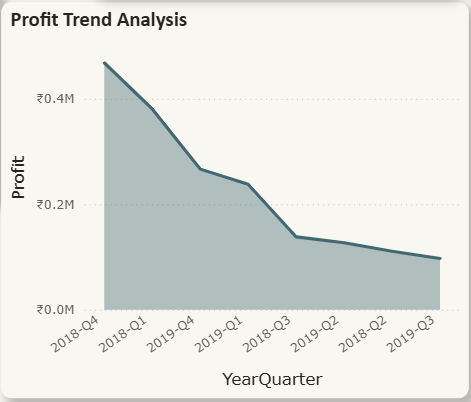 Profit Trend Analysis
₹0.4M
₹0.2M
₹0.0M
Profit
2018-Q4
2018-Q1
2019-Q4
2019-Q1
2018-Q3
2019-Q2
2018-Q2
2019-Q3
YearQuarter